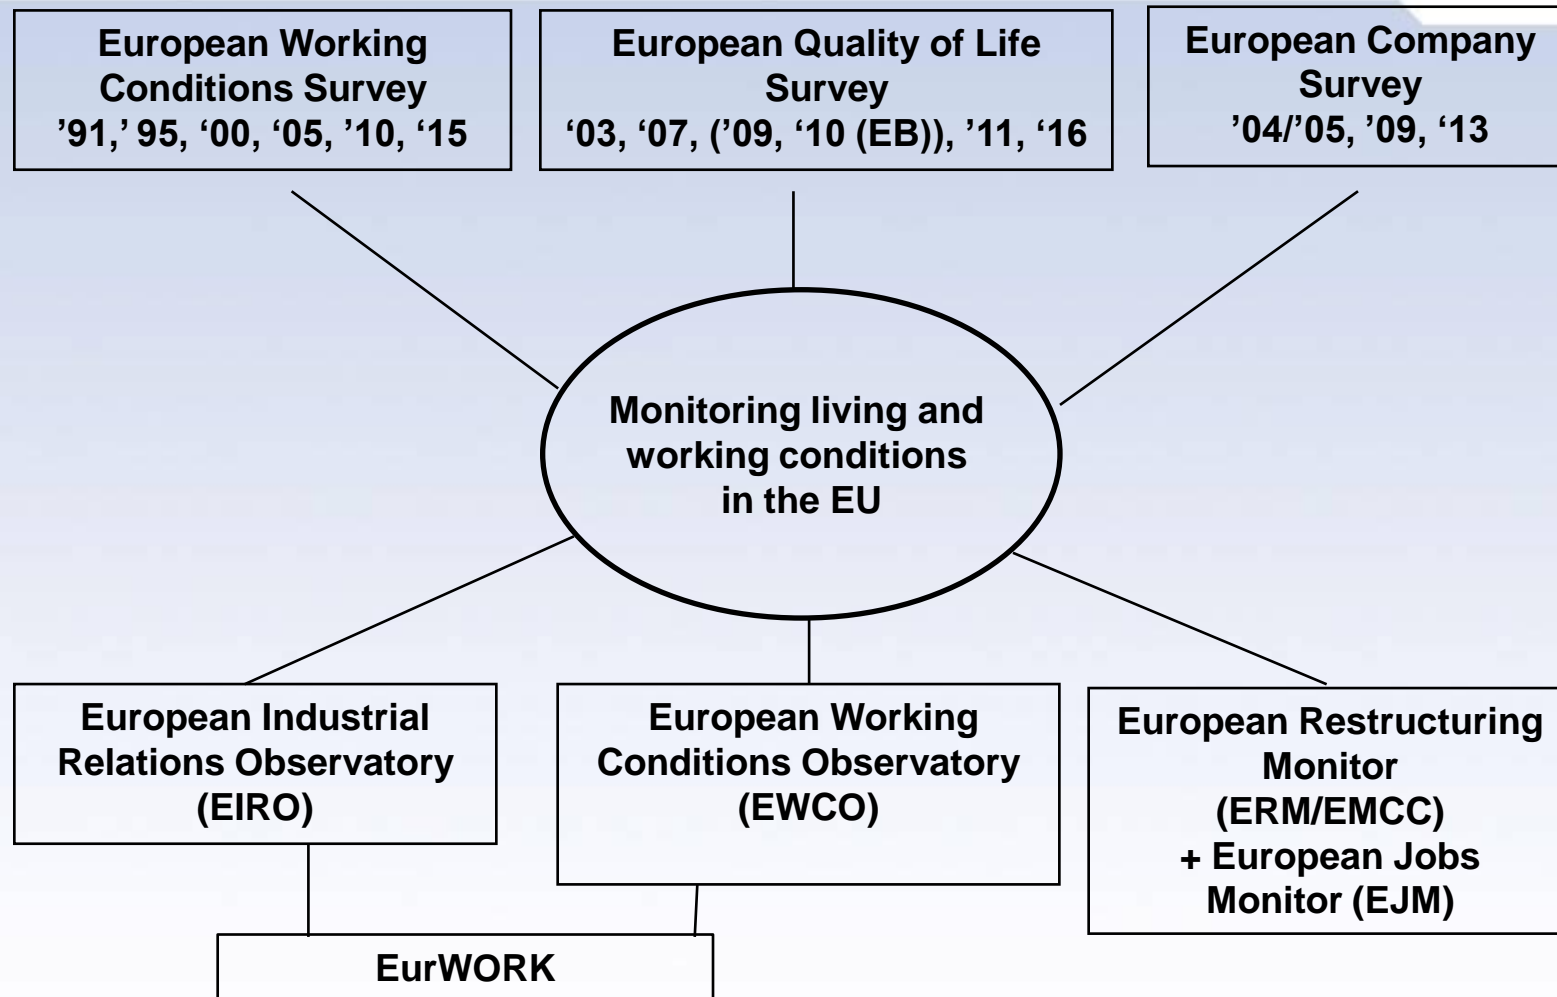 European Working
Conditions Survey
’91,’ 95, ‘00, ‘05, ’10, ‘15
European Quality of Life
Survey
‘03, ‘07, (’09, ‘10 (EB)), ’11, ‘16
European Company
Survey
’04/’05, ’09, ‘13
Monitoring living and
working conditions
in the EU
European Industrial
Relations Observatory
(EIRO)
European Working
Conditions Observatory
(EWCO)
European Restructuring
Monitor
(ERM/EMCC)
+ European Jobs
Monitor (EJM)
EurWORK